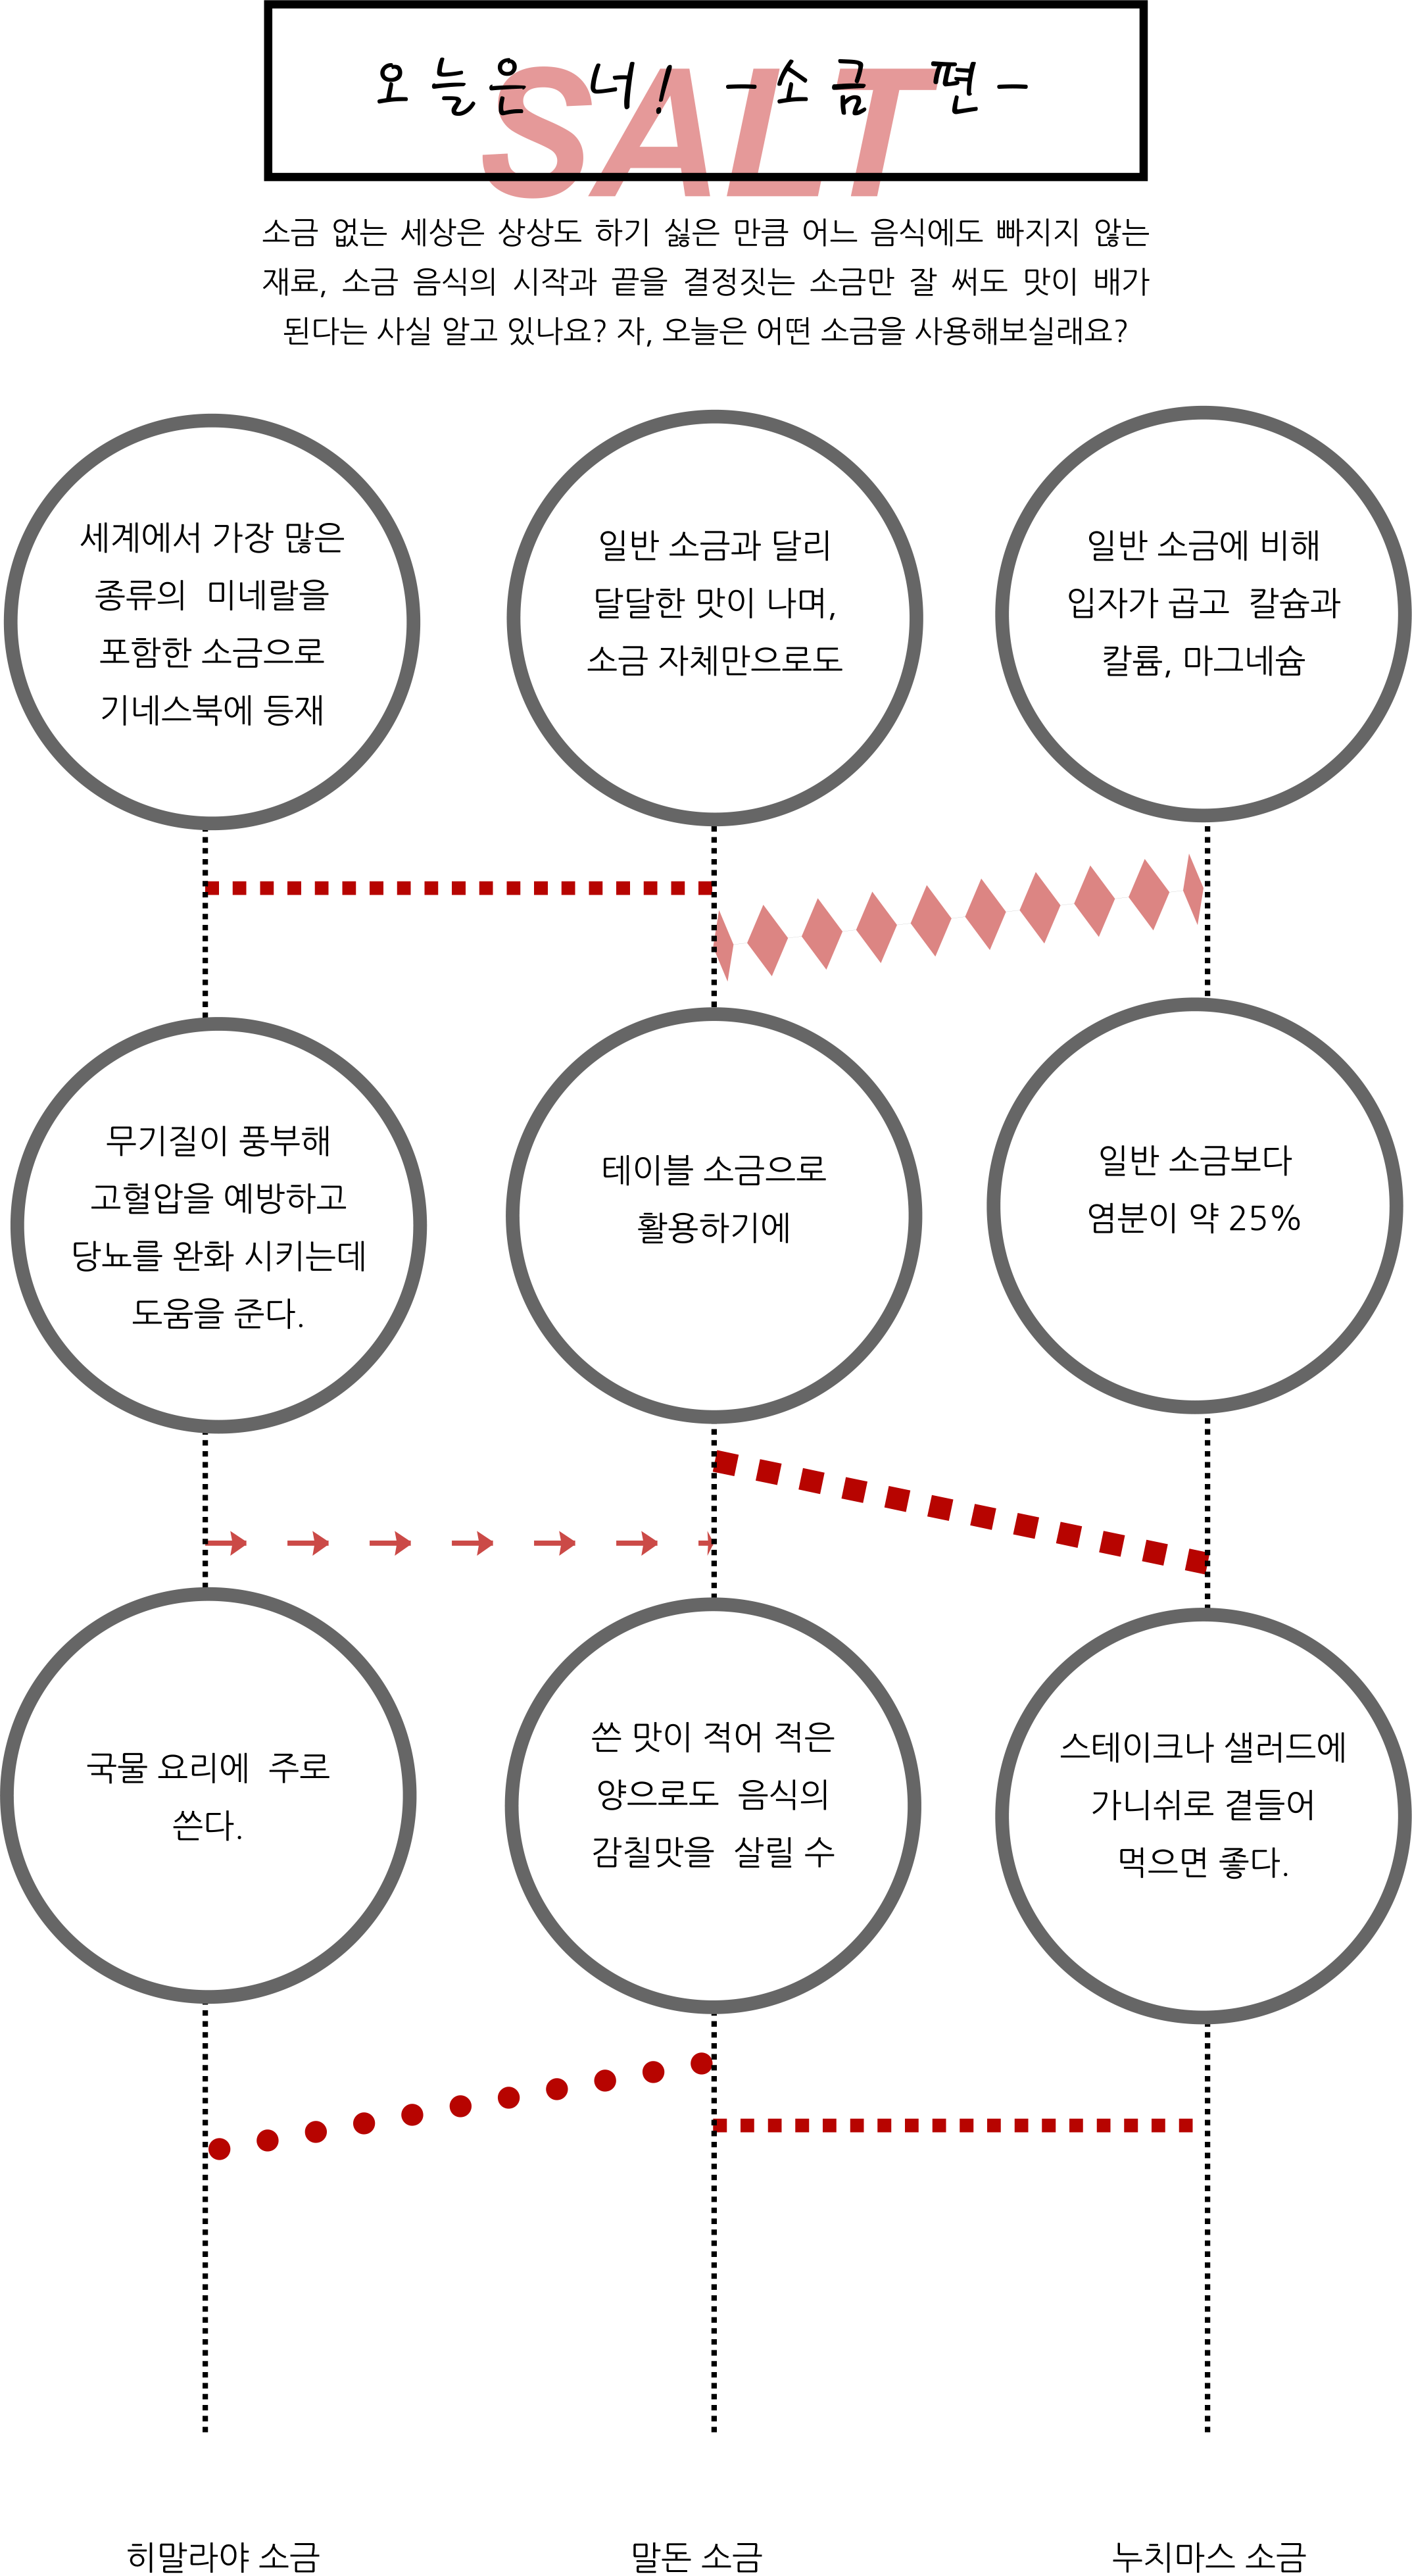 오늘은 너! -소금 편-
SALT
소금 없는 세상은 상상도 하기 싫은 만큼 어느 음식에도 빠지지 않는
재료, 소금 음식의 시작과 끝을 결정짓는 소금만 잘 써도 맛이 배가
된다는 사실 알고 있나요? 자, 오늘은 어떤 소금을 사용해보실래요?
세계에서 가장 많은
종류의 미네랄을
포함한 소금으로
기네스북에 등재
일반 소금과 달리
달달한 맛이 나며,
소금 자체만으로도
일반 소금에 비해
입자가 곱고 칼슘과
칼륨, 마그네슘
무기질이 풍부해
고혈압을 예방하고
당뇨를 완화 시키는데
도움을 준다.
테이블 소금으로
활용하기에
일반 소금보다
염분이 약 25%
국물 요리에 주로
쓴다.
쓴 맛이 적어 적은
양으로도 음식의
감칠맛을 살릴 수
스테이크나 샐러드에
가니쉬로 곁들어
먹으면 좋다.
히말라야 소금
말돈 소금
누치마스 소금